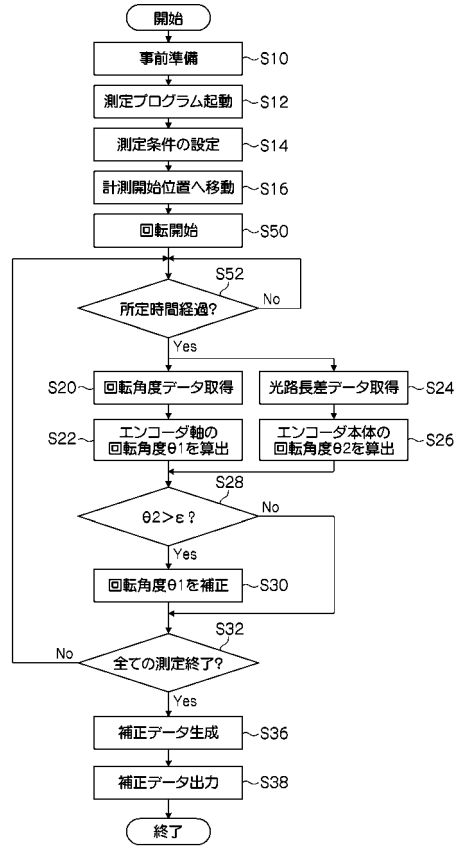 開始
事前準備 S10
測定プログラム起動 S12
測定条件の設定 S14
計測開始位置へ移動 S16
回転開始 S50
S52
所定時間経過?
No
Yes
S20 回転角度データ取得
光路長差データ取得 S24
S22 エンコーダ軸の
回転角度θ1を算出
エンコーダ本体の
回転角度θ2を算出 S26
S28
θ2>ε?
No
Yes
回転角度θ1を補正 S30
S32
全ての測定終了?
No
Yes
補正データ生成 S36
補正データ出力 S38
終了